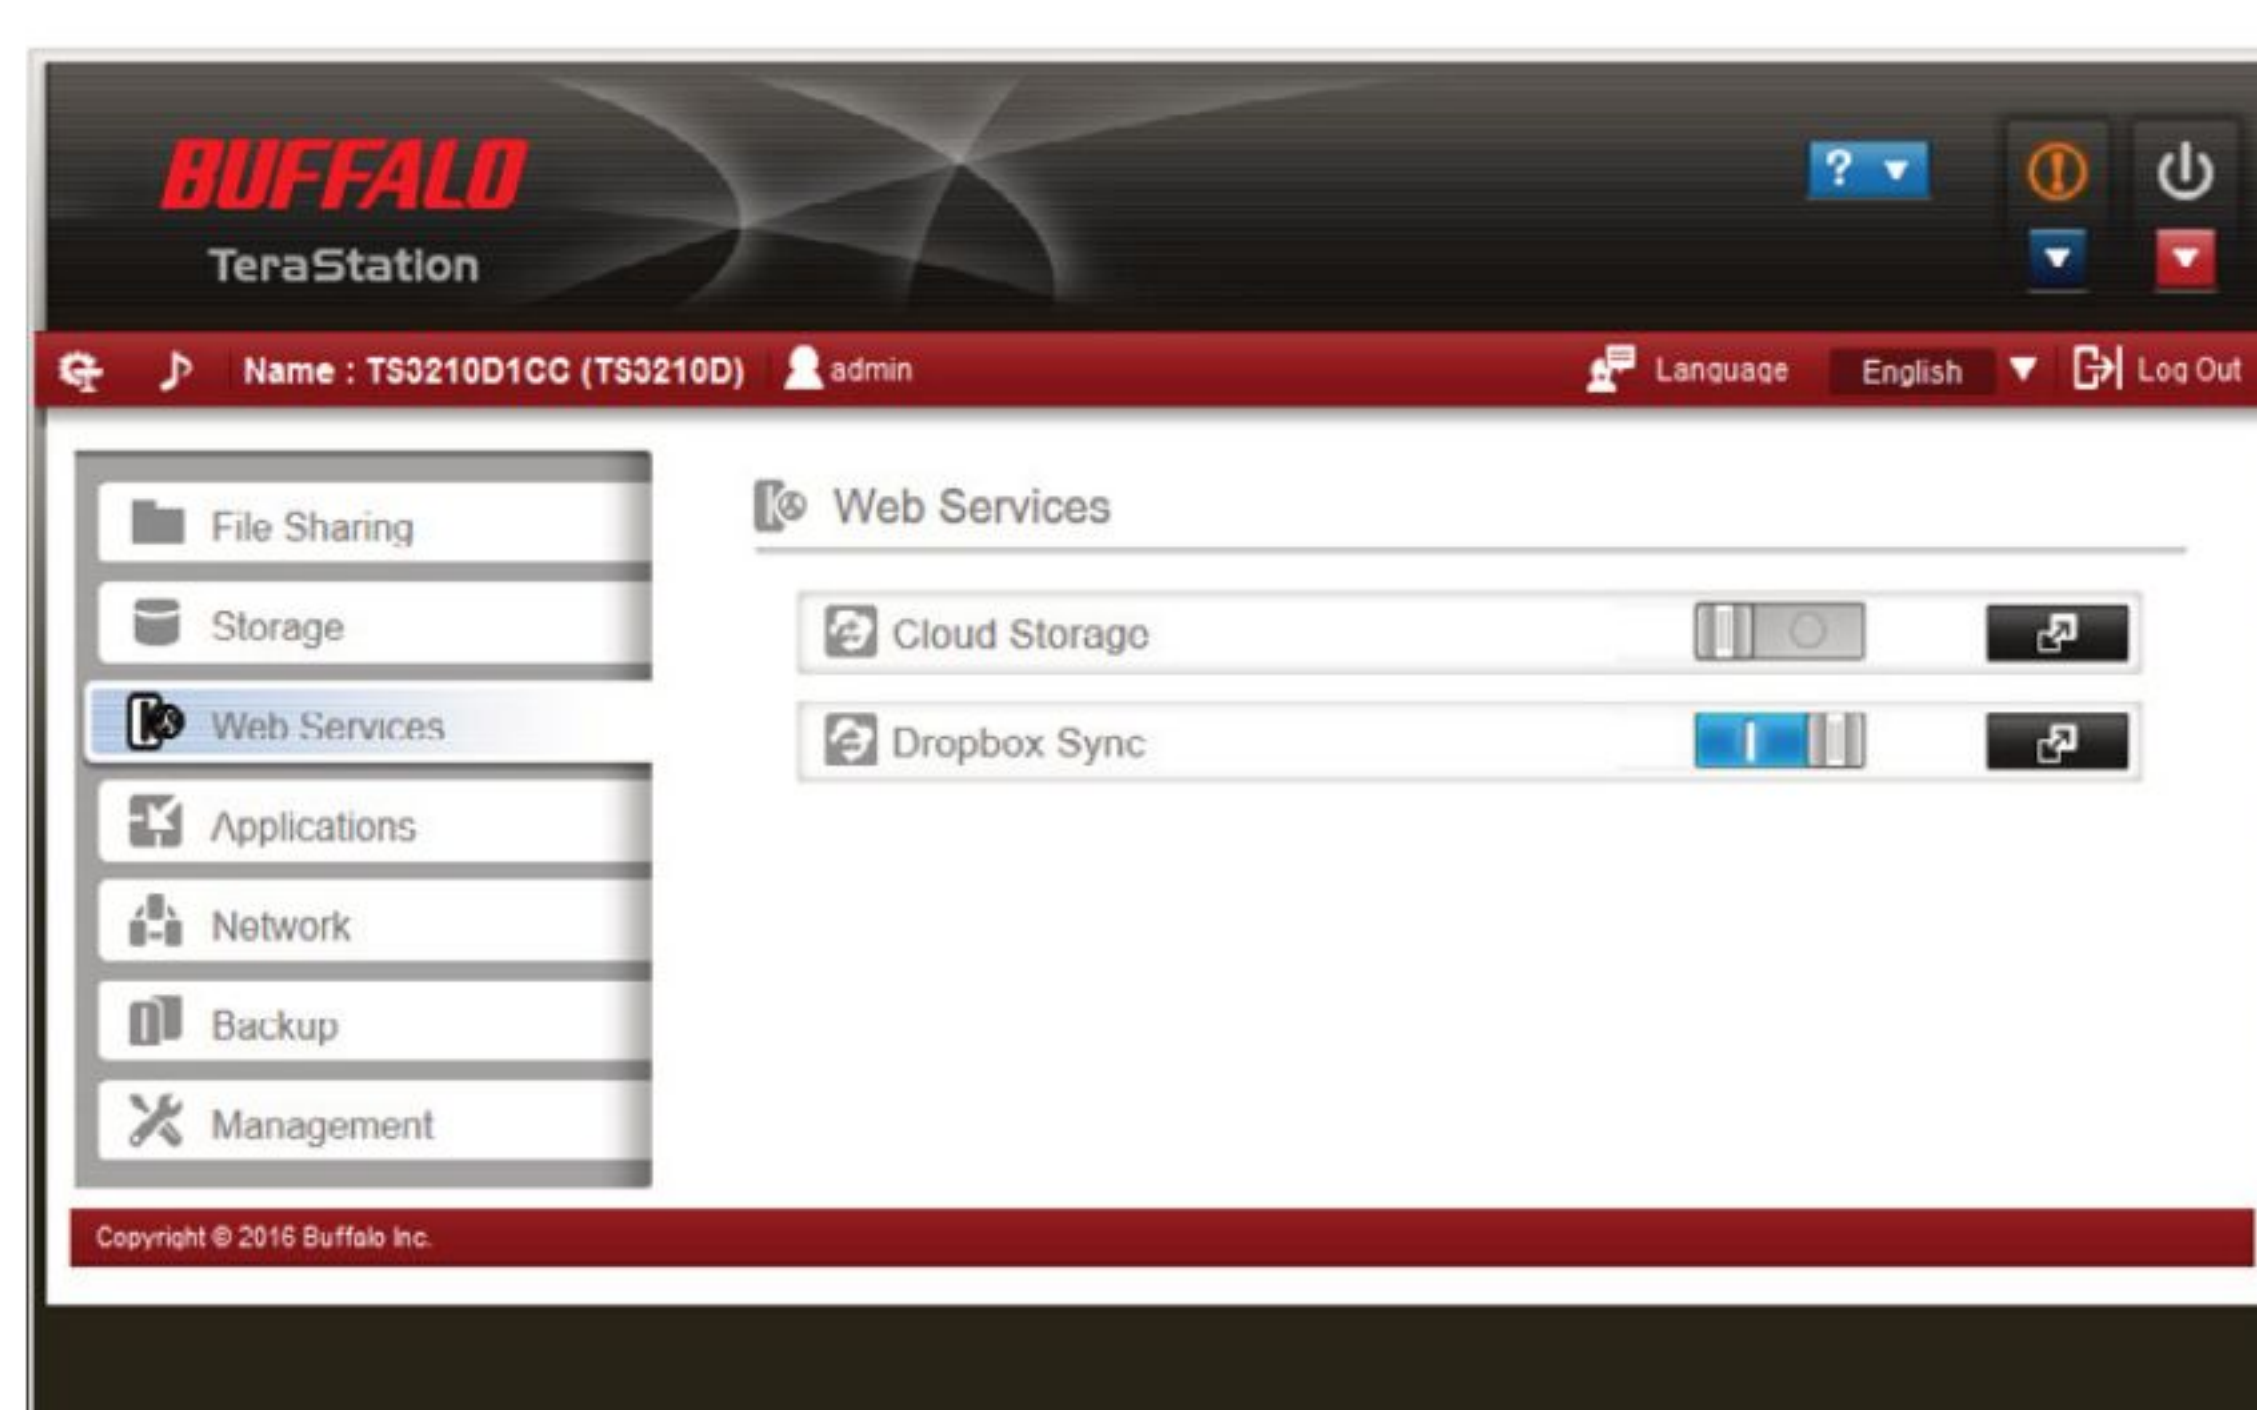 BUFFALO
TeraStation
?
Name : TS3210D1CC (TS3210D) admin Language English Log Out
File Sharing
Storage
Web Services
Applications
Network
Backup
Management
Web Services
Cloud Storage
Dropbox Sync
Copyright © 2016 Buffalo Inc.